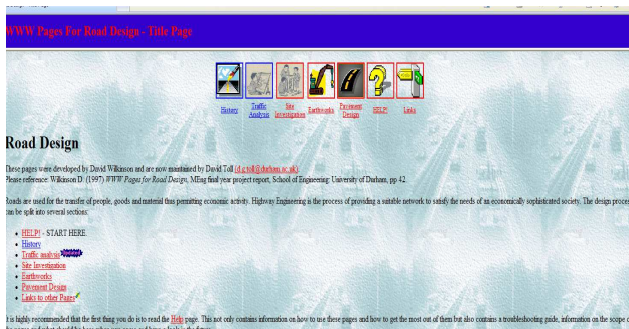 WWW Pages For Road Design - Title Page
History
Traffic Analysis
Site Investigation
Earthworks
Pavement Design
HELP!
Links
Road Design
These pages were developed by David Wilkinson and are now maintained by David Toll (d.g.toll@durham.ac.uk).
Please reference: Wilkinson D. (1997) WWW Pages for Road Design, MEng final year project report, School of Engineering: University of Durham, pp 42.
Roads are used for the transfer of people, goods and material thus permitting economic activity. Highway Engineering is the process of providing a suitable network to satisfy the needs of an economically sophisticated society. The design proces
can be split into several sections:
HELP! - START HERE.
History
Traffic analysis
Site Investigation
Earthworks
Pavement Design
Links to other Pages
It is highly recommended that the first thing you do is to read the Help page. This not only contains information on how to use these pages and how to get the most out of them but also contains a troubleshooting guide, information on the scope o